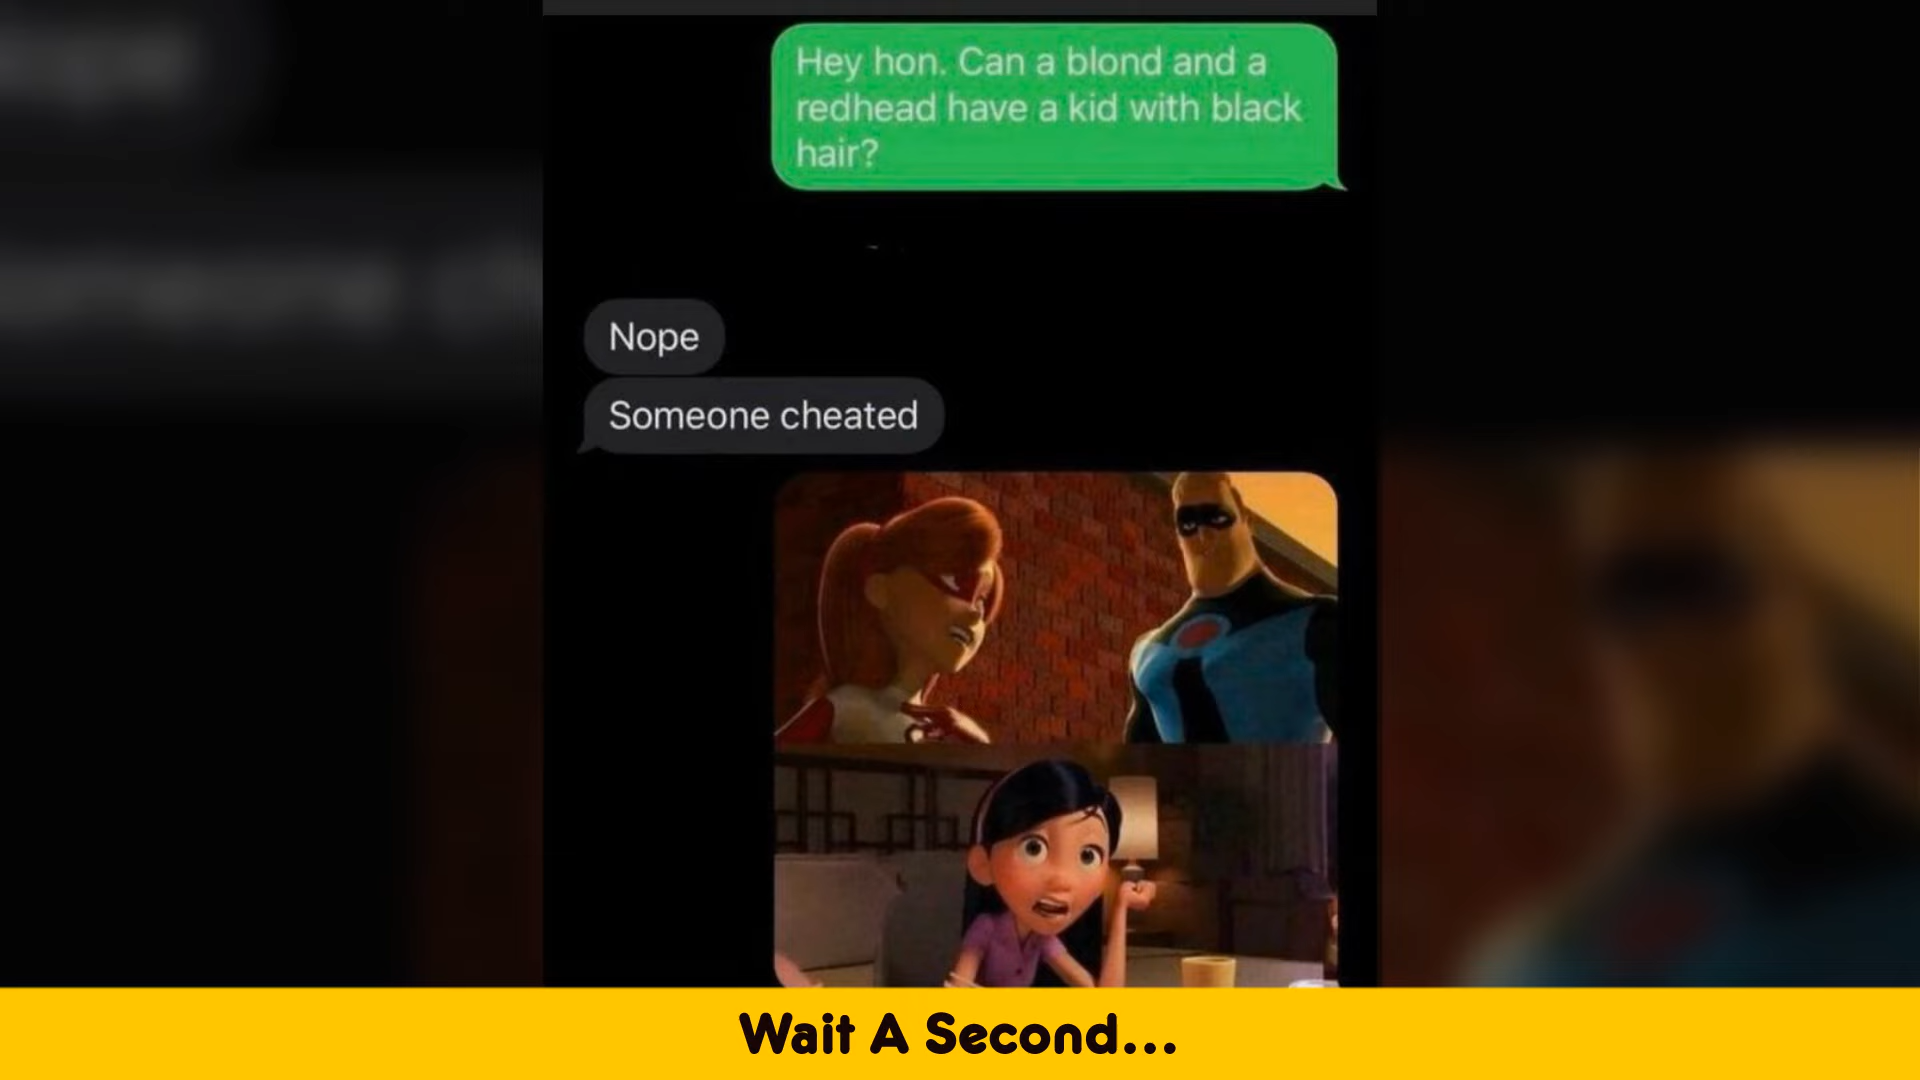 Hey hon. Can a blond and a
redhead have a kid with black
hair?
Nope
Someone cheated
Wait A Second...